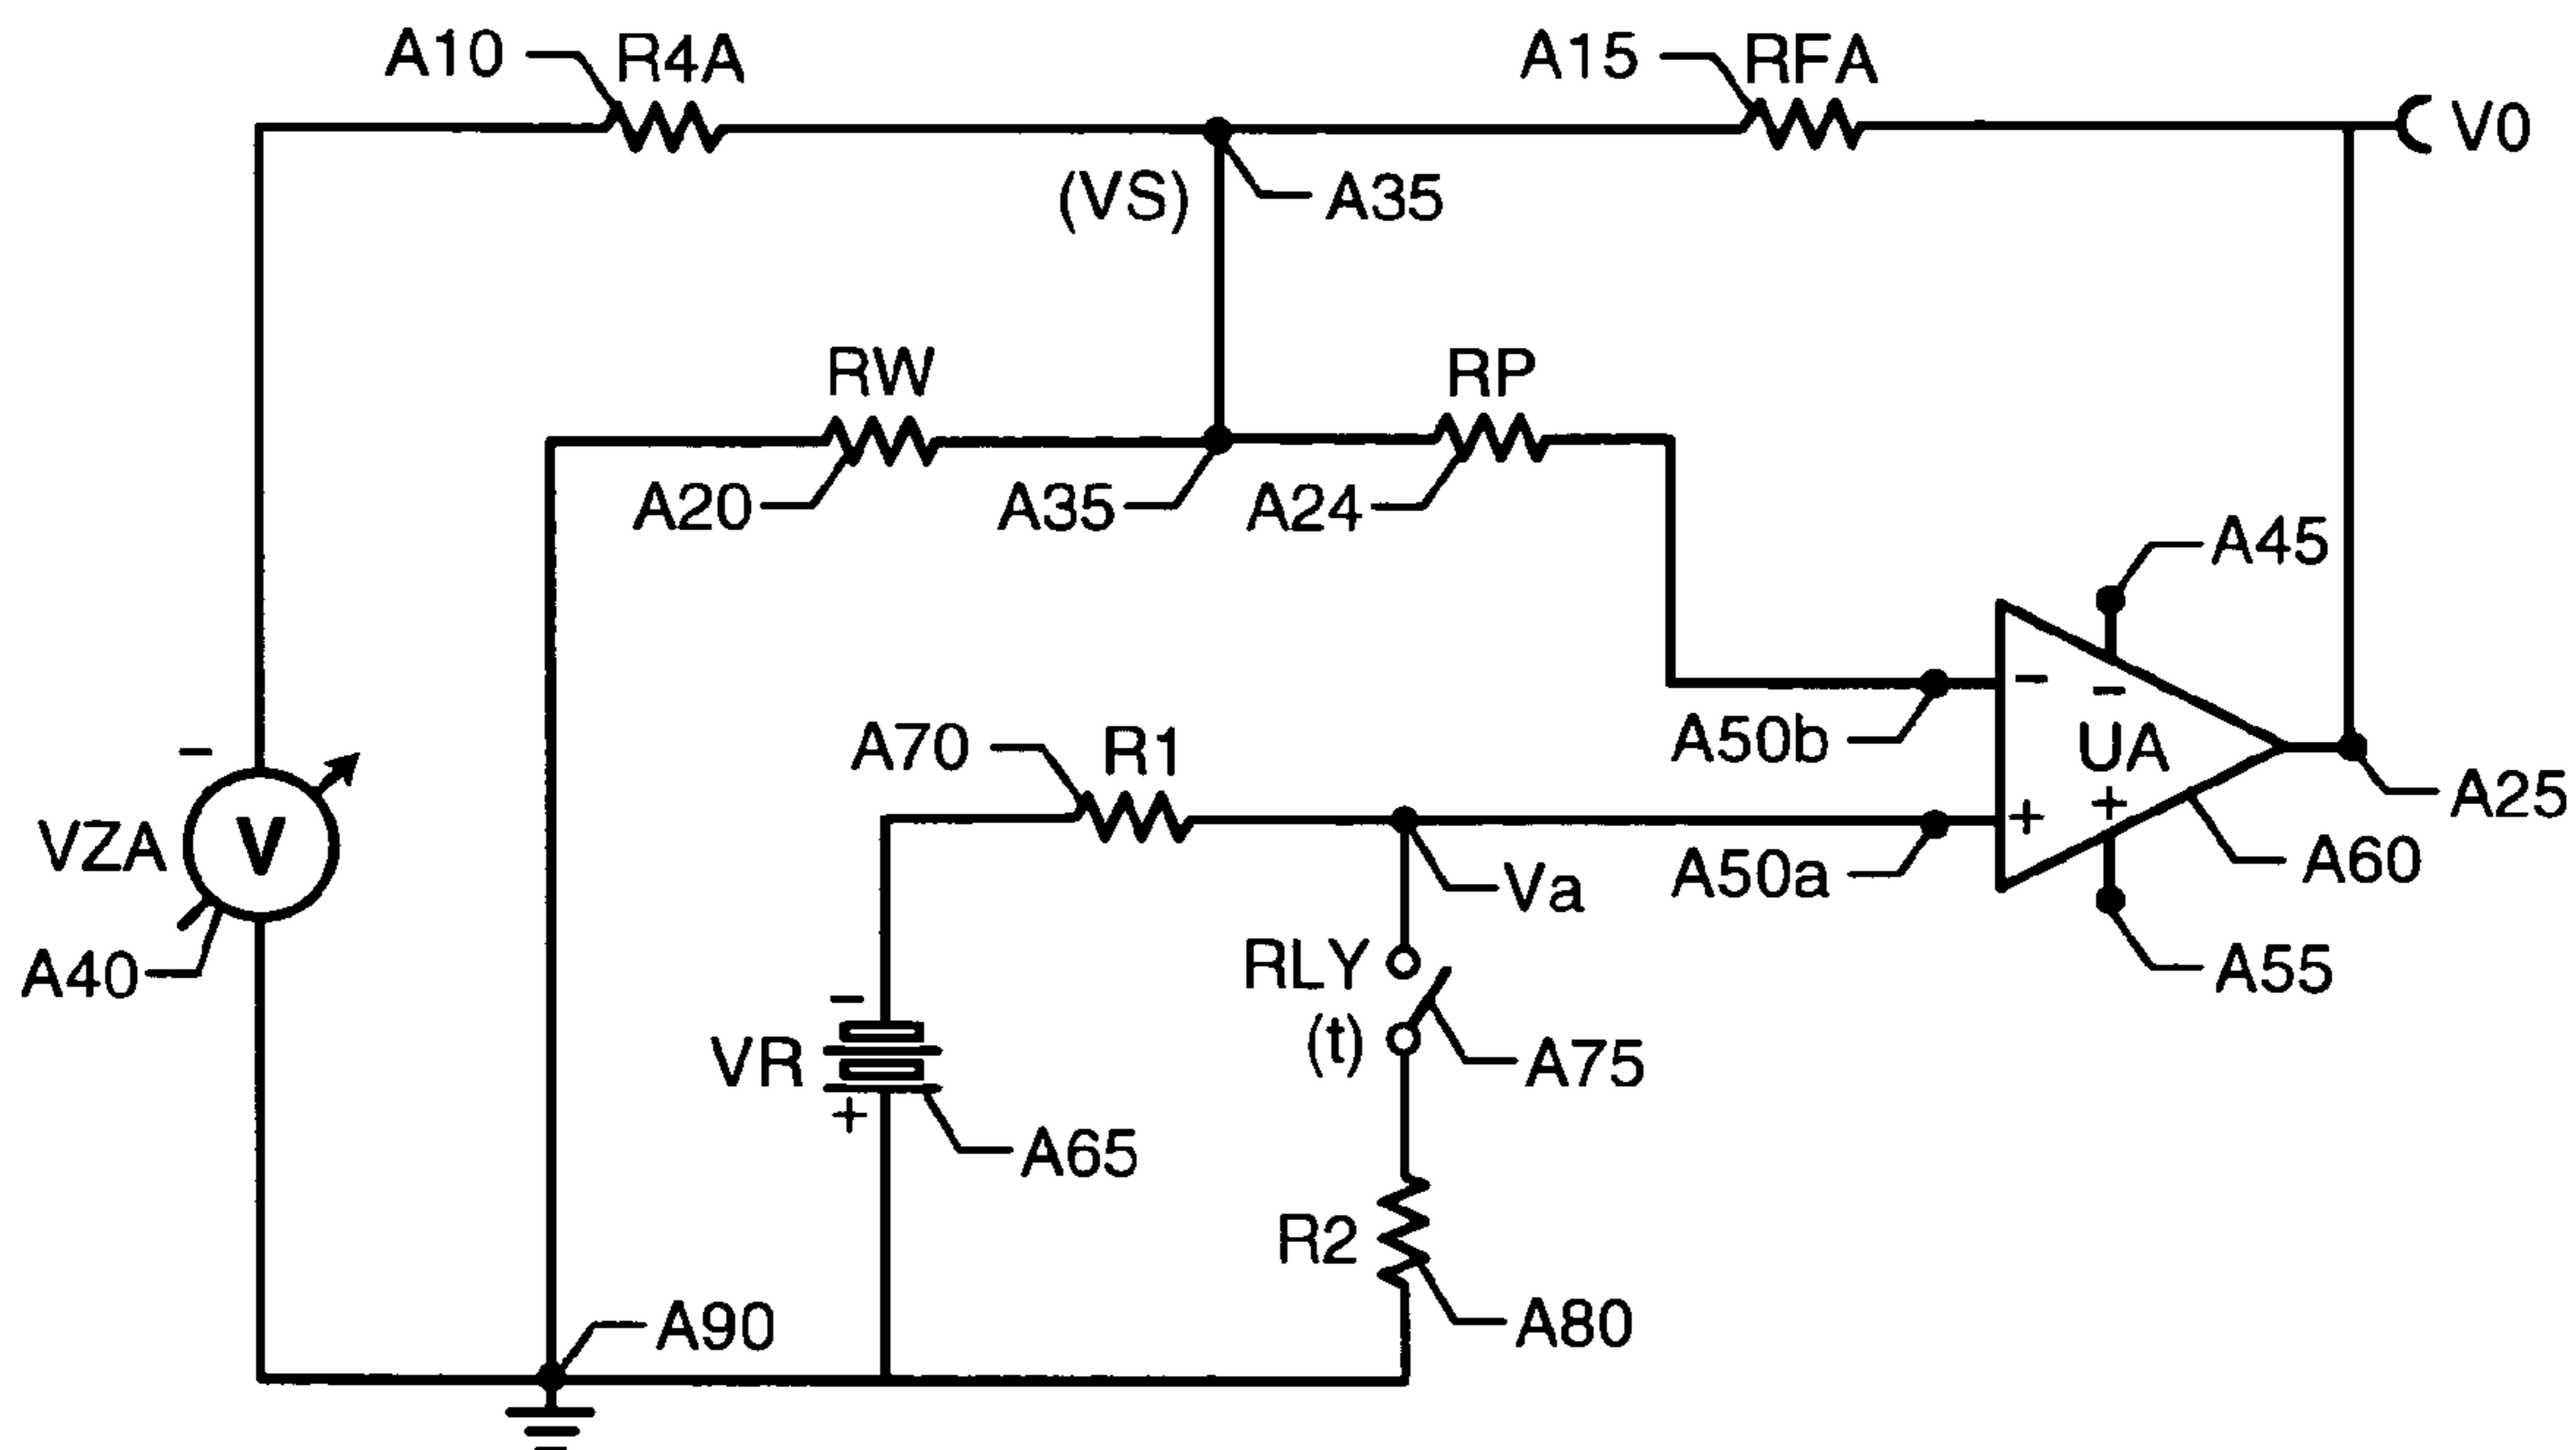 A10 R4A A15 RFA V0
(VS) A35
RW RP
A20 A35 A24
A45
A70 R1 A50b - - UA A25
- VZA V Va A50a + + A60
A40 RLY A55
- VR (t) A75
+ A65
R2
A90 A80